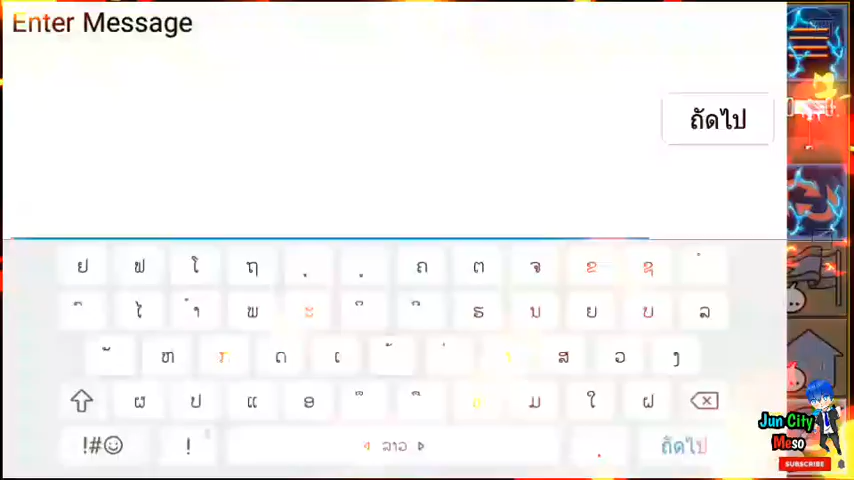 Enter Message
ถัดไป
ຢ ຟ ໂ ຖ ຸ ູ ຄ ຕ ຈ ຂ ຊ ໍ
ໄ ຳ ພ ະ ິ ີ ຣ ນ ຍ ບ ລ
ັ ຫ ກ ດ ເ ້ ່ າ ສ ວ ງ
ຜ ປ ແ ອ ຶ ື ມ ໃ ຝ
!#☺ ! ລາວ . ถัดไป
Jun City
Meso
SUBSCRIBE